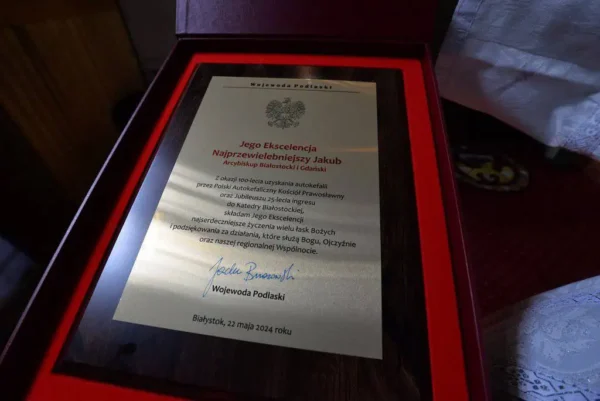 Wojewoda Podlaski
Jego Ekscelencja
Najprzewielebniejszy Jakub
Arcybiskup Białostocki i Gdański
Z okazji 100-lecia uzyskania autokefalii
przez Polski Autokefaliczny Kościół Prawosławny
oraz Jubileuszu 25-lecia ingresu
do Katedry Białostockiej,
składam Jego Ekscelencji
najserdeczniejsze życzenia wielu łask Bożych
i podziękowania za działania, które służą Bogu, Ojczyźnie
oraz naszej regionalnej Wspólnocie.
Wojewoda Podlaski
Białystok, 22 maja 2024 roku